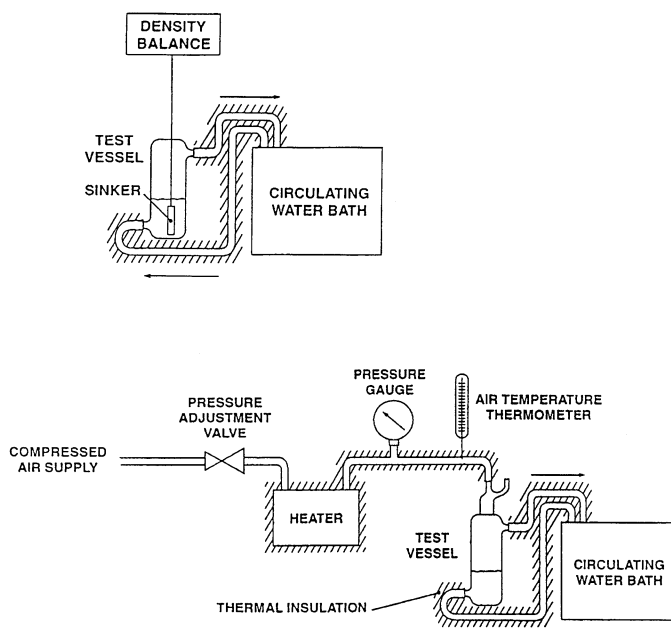 DENSITY
BALANCE
TEST
VESSEL
SINKER
CIRCULATING
WATER BATH
PRESSURE
GAUGE
AIR TEMPERATURE
THERMOMETER
PRESSURE
ADJUSTMENT
VALVE
COMPRESSED
AIR SUPPLY
HEATER
TEST
VESSEL
CIRCULATING
WATER BATH
THERMAL INSULATION